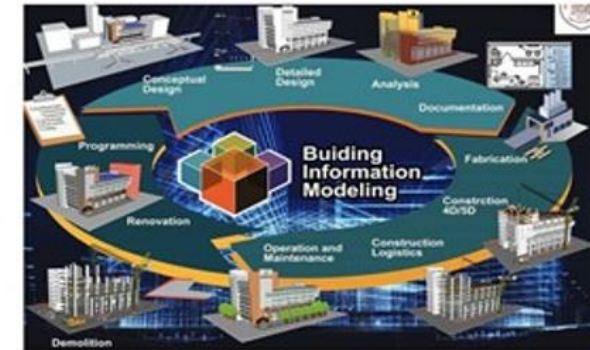 Conceptual
Design
Detailed
Design
Analysis
Documentation
Programming
Buiding
Information
Modeling
Fabrication
Constrction
4D/5D
Renovation
Operation and
Maintenance
Construction
Logistics
Demolition